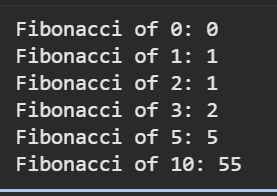 Fibonacci of 0: 0
Fibonacci of 1: 1
Fibonacci of 2: 1
Fibonacci of 3: 2
Fibonacci of 5: 5
Fibonacci of 10: 55